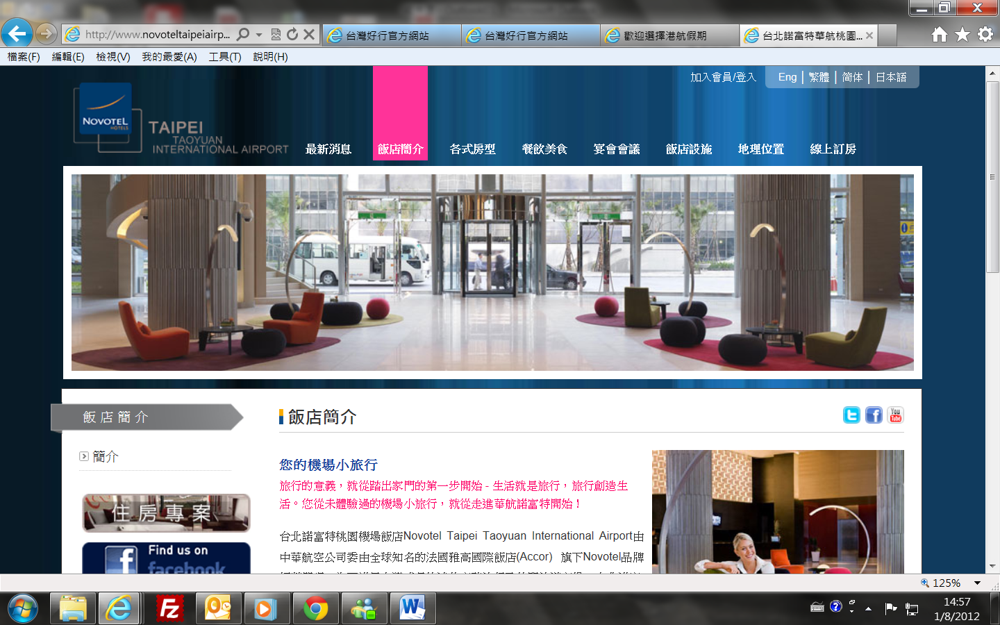 http://www.novoteltaipeiairp...
台灣好行官方網站
台灣好行官方網站
歡迎選擇港航假期
台北諾富特華航桃園...
檔案(F) 編輯(E) 檢視(V) 我的最愛(A) 工具(T) 說明(H)
加入會員/登入 Eng 繁體 简体 日本語
NOVOTEL
HOTELS
TAIPEI
TAOYUAN
INTERNATIONAL AIRPORT
最新消息 飯店簡介 各式房型 餐飲美食 宴會會議 飯店設施 地理位置 線上訂房
飯店簡介
簡介
住房專案
Find us on
facebook
飯店簡介
You
Tube
您的機場小旅行
旅行的意義，就從踏出家門的第一步開始 - 生活就是旅行，旅行創造生
活。您從未體驗過的機場小旅行，就從走進華航諾富特開始！
台北諾富特桃園機場飯店Novotel Taipei Taoyuan International Airport由
中華航空公司委由全球知名的法國雅高國際飯店(Accor) 旗下Novotel品牌
125%
14:57
1/8/2012